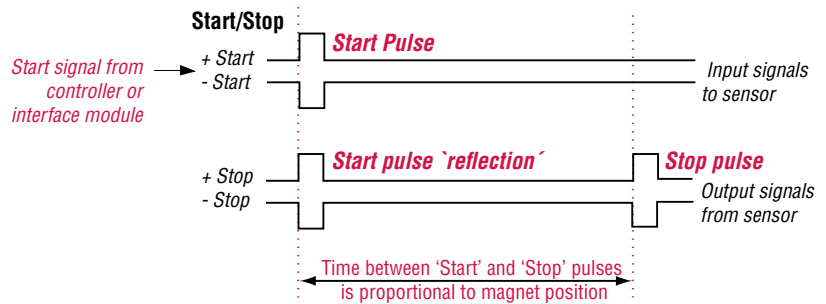 Start/Stop
+ Start
- Start
Start Pulse
Start signal from
controller or
interface module
Input signals
to sensor
+ Stop
- Stop
Start pulse `reflection´
Stop pulse
Output signals
from sensor
Time between ‘Start’ and ‘Stop’ pulses
is proportional to magnet position